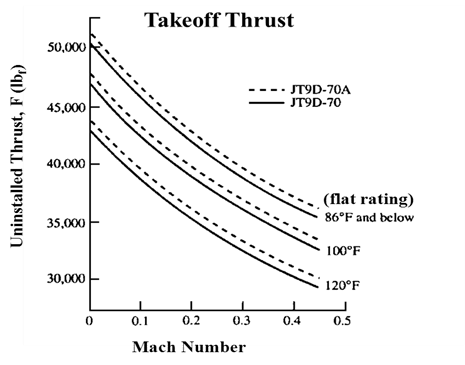 Takeoff Thrust
Uninstalled Thrust, F (lbf)
50,000
45,000
40,000
35,000
30,000
JT9D-70A
JT9D-70
(flat rating)
86°F and below
100°F
120°F
0
0.1
0.2
0.3
0.4
0.5
Mach Number